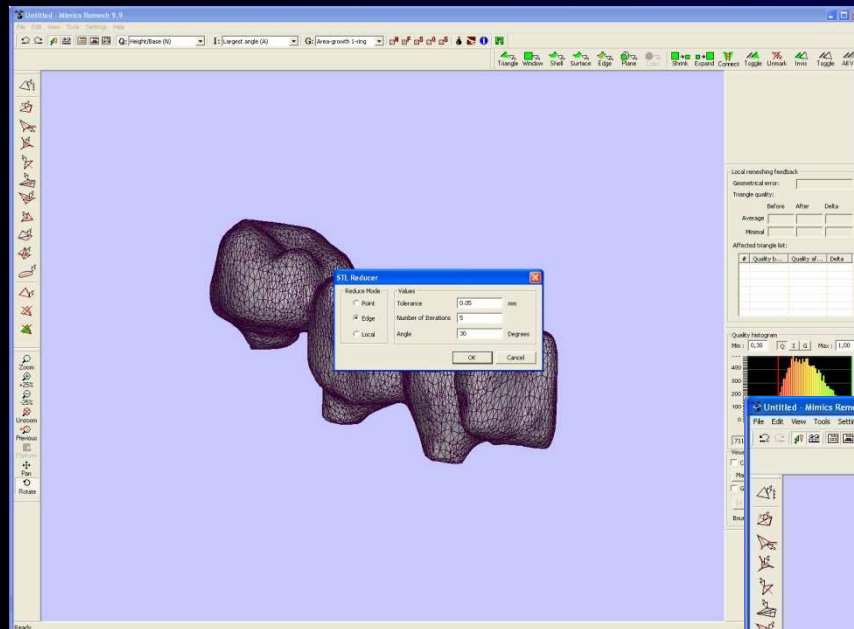 Untitled - Mimics Remesh 9.9
File Edit View Tools Settings Help
Q: Height/Base (N) I: Largest angle (A) G: Area-growth 1-ring
Triangle Window Shell Surface Edge Plane Color Shrink Expand Connect Toggle Unmark Invis Toggle All V
Local remeshing feedback
Geometrical error:
Triangle quality:
Before After Delta
Average
Minimal
Affected triangle list:
# Quality b... Quality af... Delta
STL Reducer
Reduce Mode Values
Point Tolerance 0.05 mm
Edge Number of Iterations 5
Local Angle 30 Degrees
OK Cancel
Quality histogram
Min: 0,30 Q I G Max: 1,00
400
300
200
100
0
Zoom
+25%
-25%
Unzoom
Previous
Pan
Rotate
Untitled - Mimics Reme
File Edit View Tools Setti
Ready